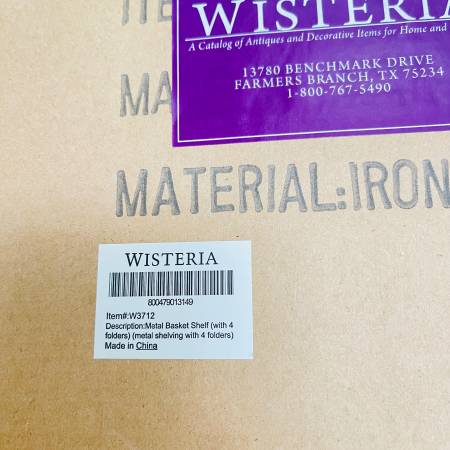 WISTERIA
A Catalog of Antiques and Decorative Items for Home and
13780 BENCHMARK DRIVE
FARMERS BRANCH, TX 75234
1-800-767-5490
MA
MATERIAL:IRON
WISTERIA
800479013149
Item#:W3712
Description:Metal Basket Shelf (with 4
folders) (metal shelving with 4 folders)
Made in China